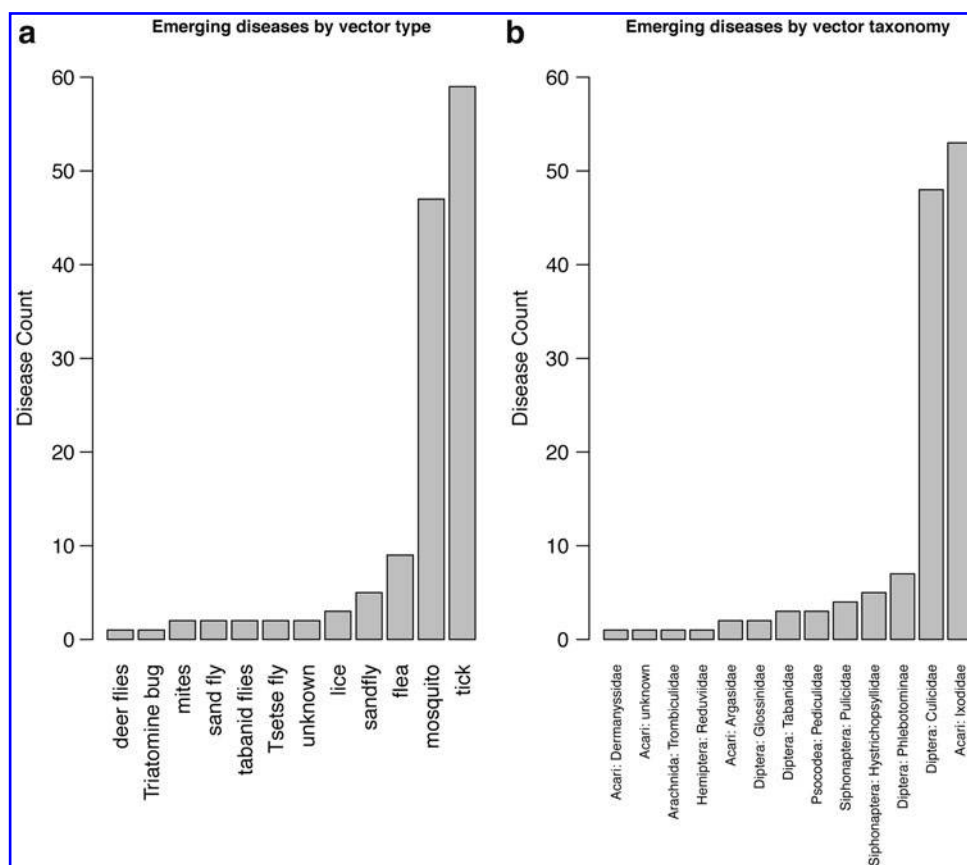 a
Emerging diseases by vector type
60
50
40
30
20
10
0
Disease Count
deer flies
Triatomine bug
mites
sand fly
tabanid flies
Tsetse fly
unknown
lice
sandfly
flea
mosquito
tick
b
Emerging diseases by vector taxonomy
60
50
40
30
20
10
0
Disease Count
Acari: Dermanyssidae
Acari: unknown
Arachnida: Trombiculidae
Hemiptera: Reduviidae
Acari: Argasidae
Diptera: Glossinidae
Diptera: Tabanidae
Psocodea: Pediculidae
Siphonaptera: Pulicidae
Siphonaptera: Hystrichopsyllidae
Diptera: Phlebotominae
Diptera: Culicidae
Acari: Ixodidae